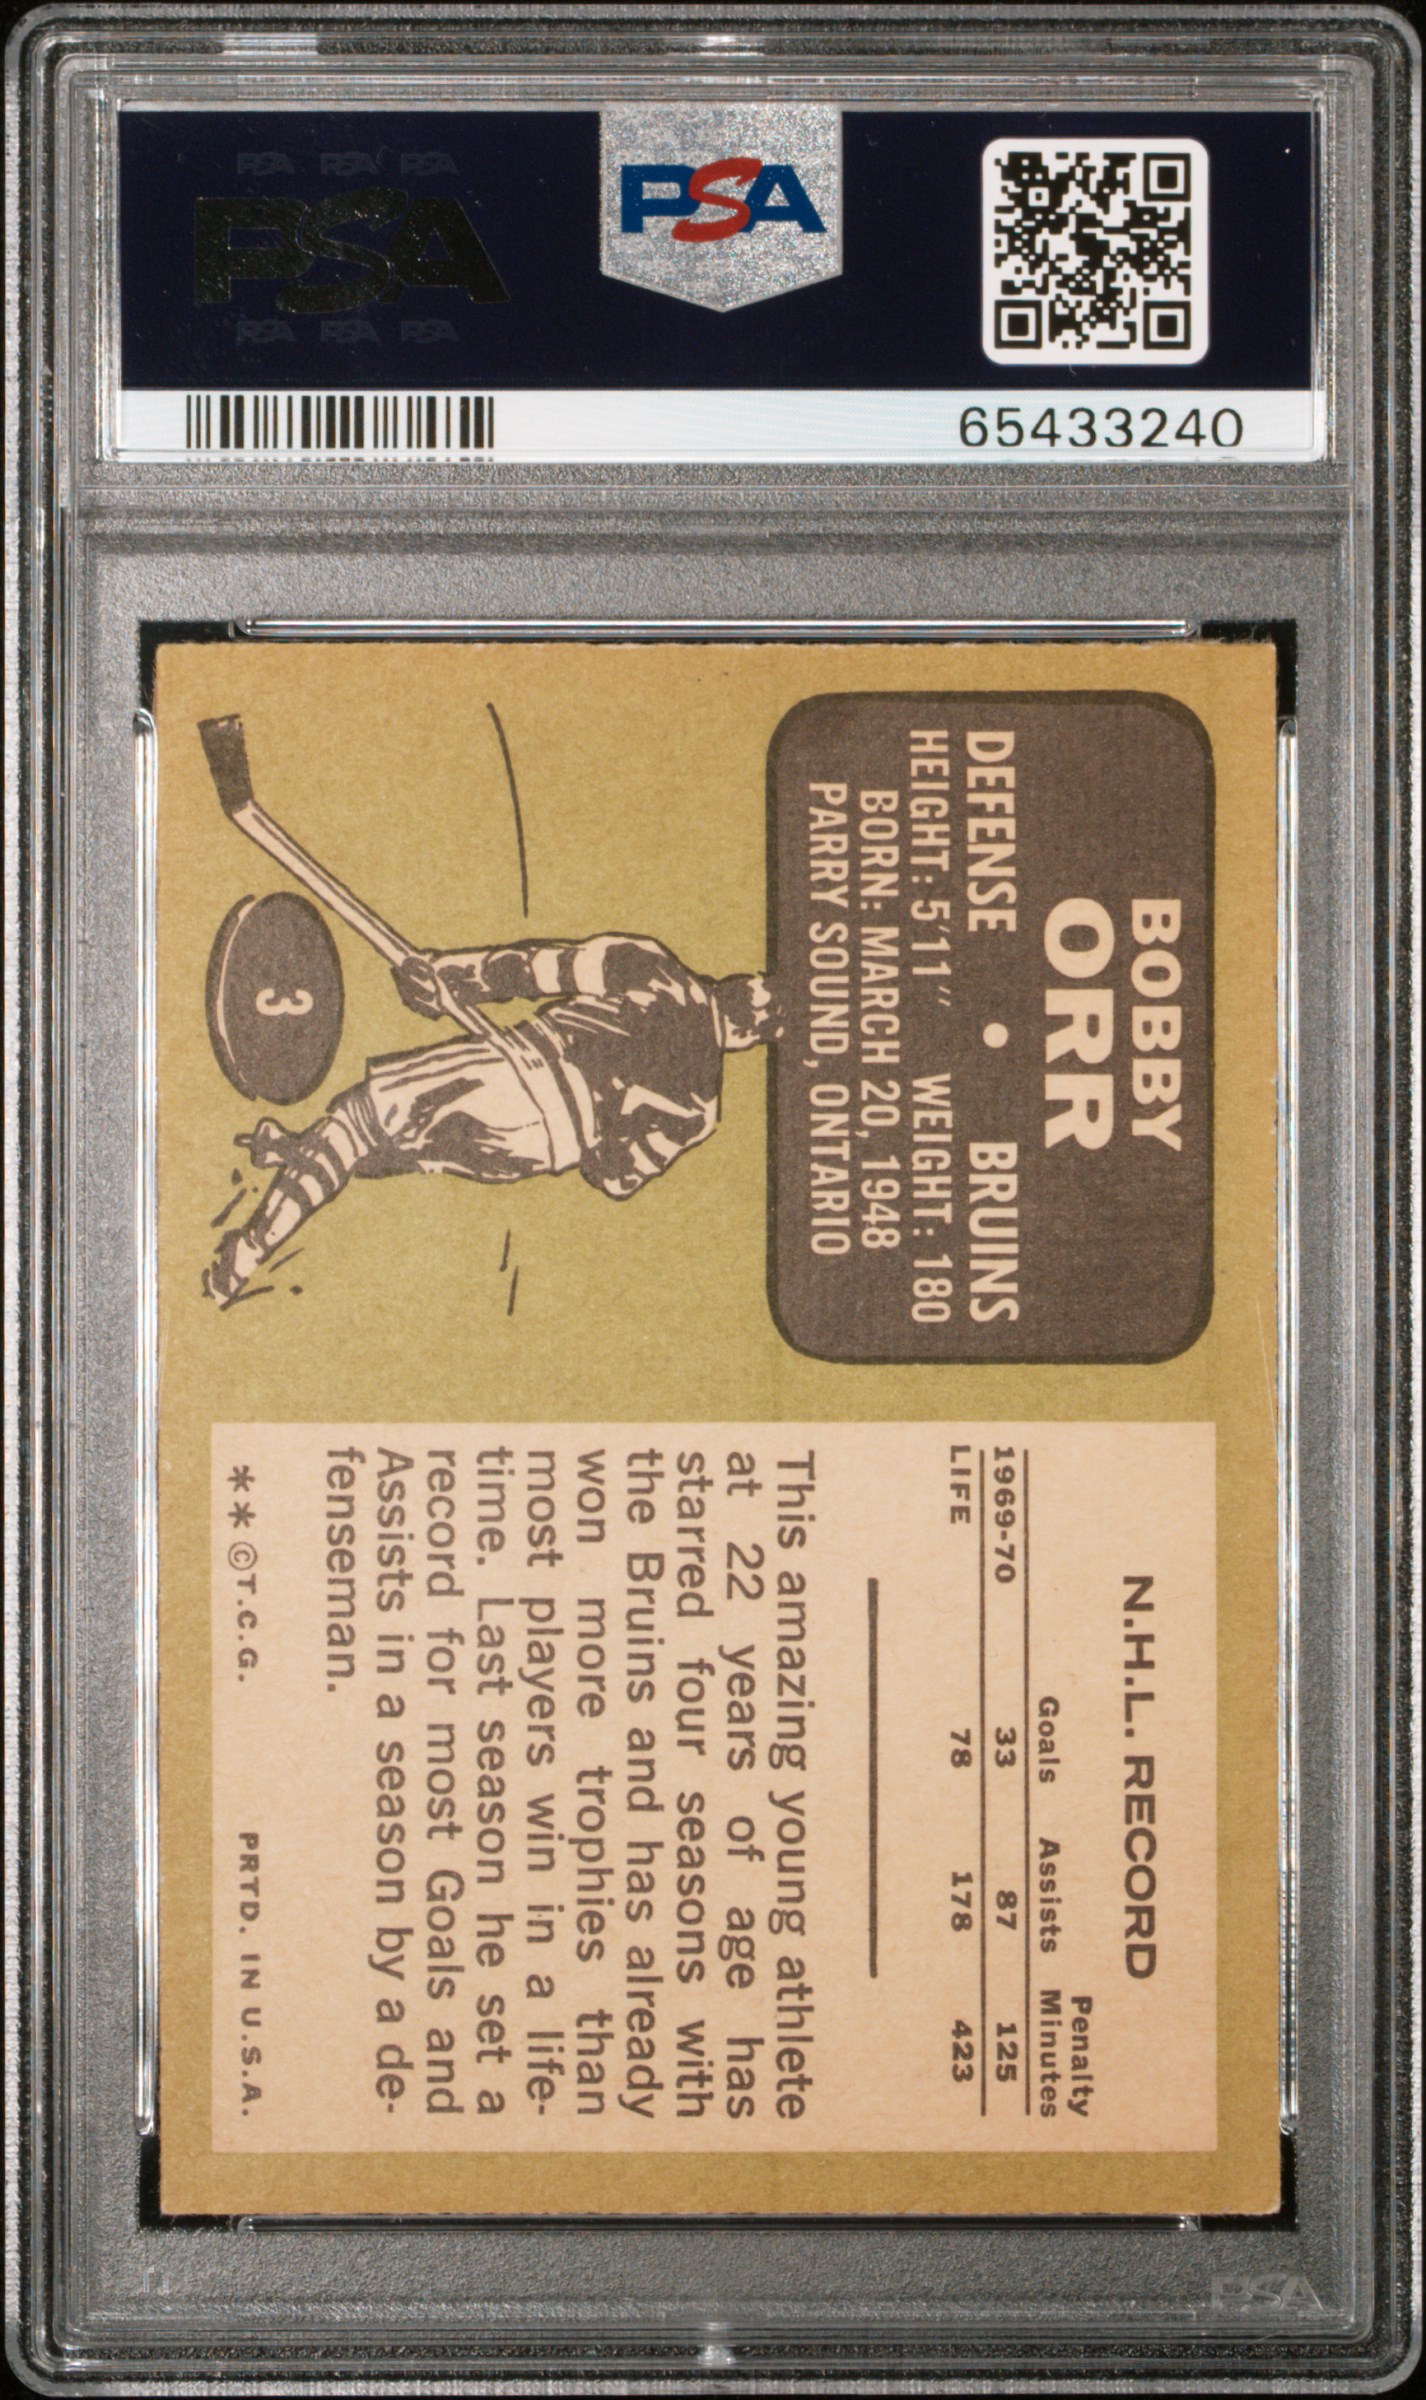 PSA PSA PSA
PSA
PSA PSA PSA
PSA
65433240
BOBBY
ORR
DEFENSE • BRUINS
HEIGHT: 5'11" WEIGHT: 180
BORN: MARCH 20, 1948
PARRY SOUND, ONTARIO
3
N.H.L. RECORD
Penalty
Goals Assists Minutes
1969-70 33 87 125
LIFE 78 178 423
This amazing young athlete
at 22 years of age has
starred four seasons with
the Bruins and has already
won more trophies than
most players win in a life-
time. Last season he set a
record for most Goals and
Assists in a season by a de-
fenseman.
**©T.C.G. PRTD. IN U.S.A.
PSA